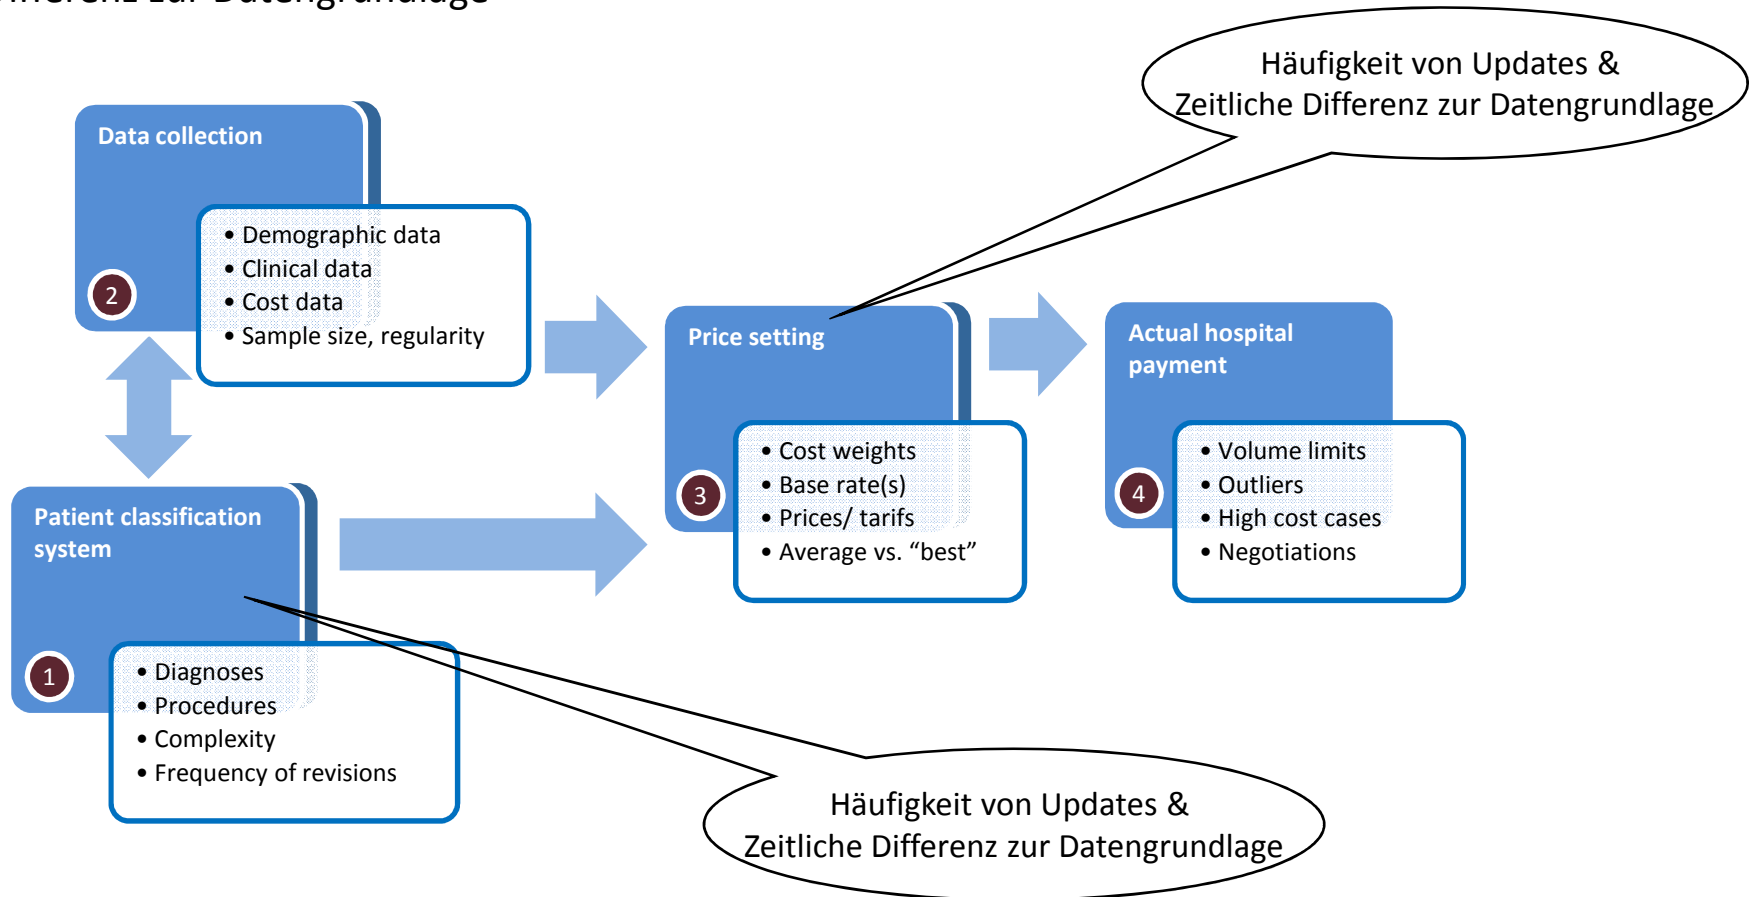 Differenz zur Datengrundlage
Häufigkeit von Updates &
Zeitliche Differenz zur Datengrundlage
Data collection
• Demographic data
• Clinical data
• Cost data
• Sample size, regularity
2
Price setting
• Cost weights
• Base rate(s)
• Prices/ tarifs
• Average vs. “best”
3
Actual hospital
payment
• Volume limits
• Outliers
• High cost cases
• Negotiations
4
Patient classification
system
• Diagnoses
• Procedures
• Complexity
• Frequency of revisions
1
Häufigkeit von Updates &
Zeitliche Differenz zur Datengrundlage